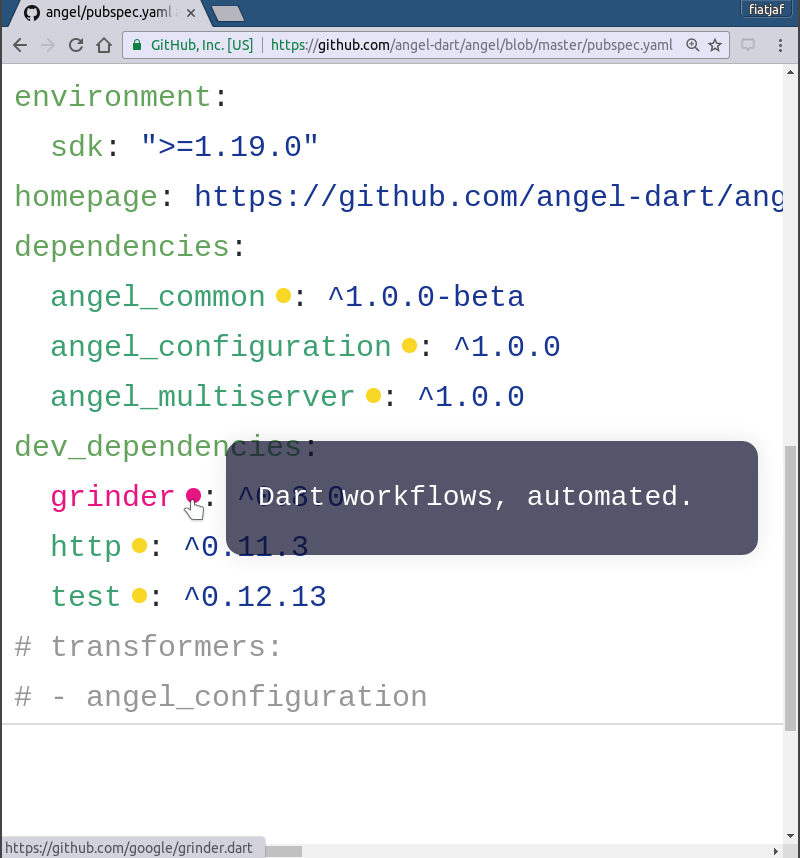 angel/pubspec.yaml
fiatjaf
GitHub, Inc. [US] | https://github.com/angel-dart/angel/blob/master/pubspec.yaml
environment:
sdk: ">=1.19.0"
homepage: https://github.com/angel-dart/ang
dependencies:
angel_common : ^1.0.0-beta
angel_configuration : ^1.0.0
angel_multiserver : ^1.0.0
dev_dependencies:
grinder : ^0.8.0
Dart workflows, automated.
http : ^0.11.3
test : ^0.12.13
# transformers:
# - angel_configuration
https://github.com/google/grinder.dart